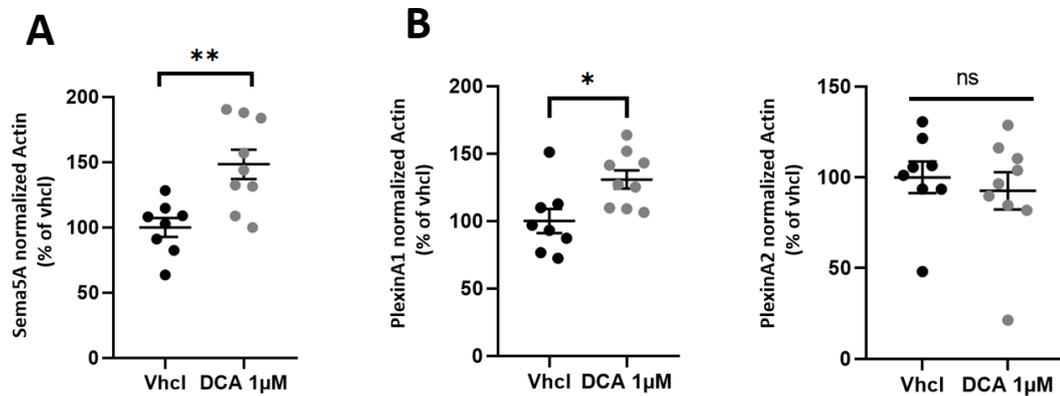 A
B
**
*
ns
Sema5A normalized Actin
(% of vhcl)
200
150
100
50
0
Vhcl DCA 1µM
PlexinA1 normalized Actin
(% of vhcl)
200
150
100
50
0
Vhcl DCA 1µM
PlexinA2 normalized Actin
(% of vhcl)
150
100
50
0
Vhcl DCA 1µM